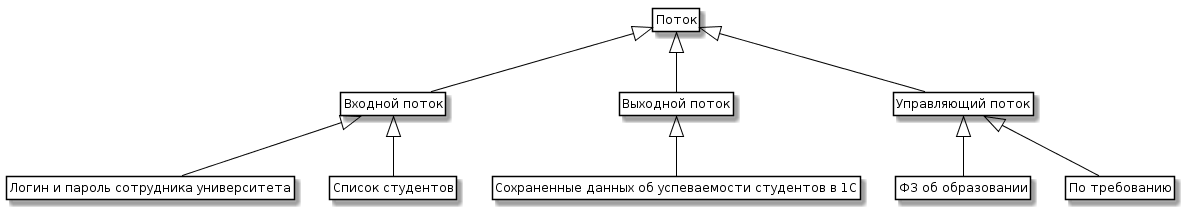 Поток
Входной поток
Выходной поток
Управляющий поток
Логин и пароль сотрудника университета
Список студентов
Сохраненные данных об успеваемости студентов в 1С
ФЗ об образовании
По требованию